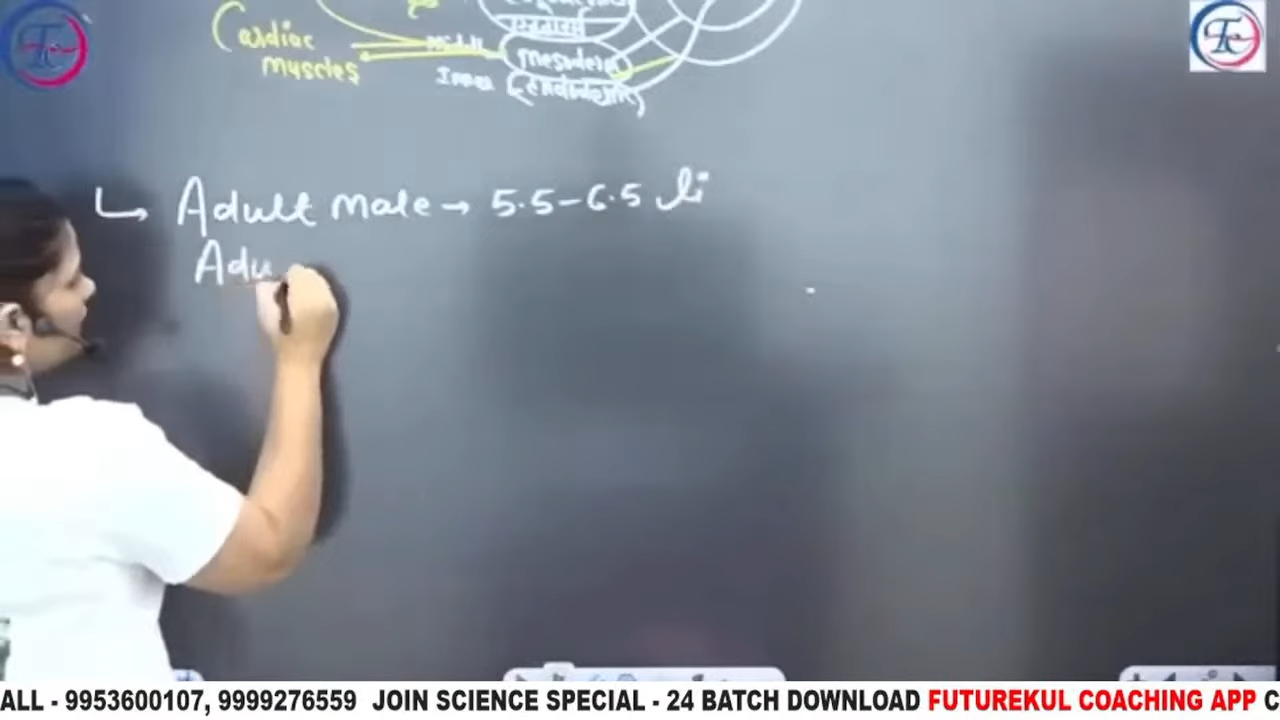 Cardiac
muscles
Middle
Inner
mesoderm
endoderm
↳ Adult male → 5.5-6.5 li
Adu
ALL - 9953600107, 9999276559 JOIN SCIENCE SPECIAL - 24 BATCH DOWNLOAD FUTUREKUL COACHING APP C